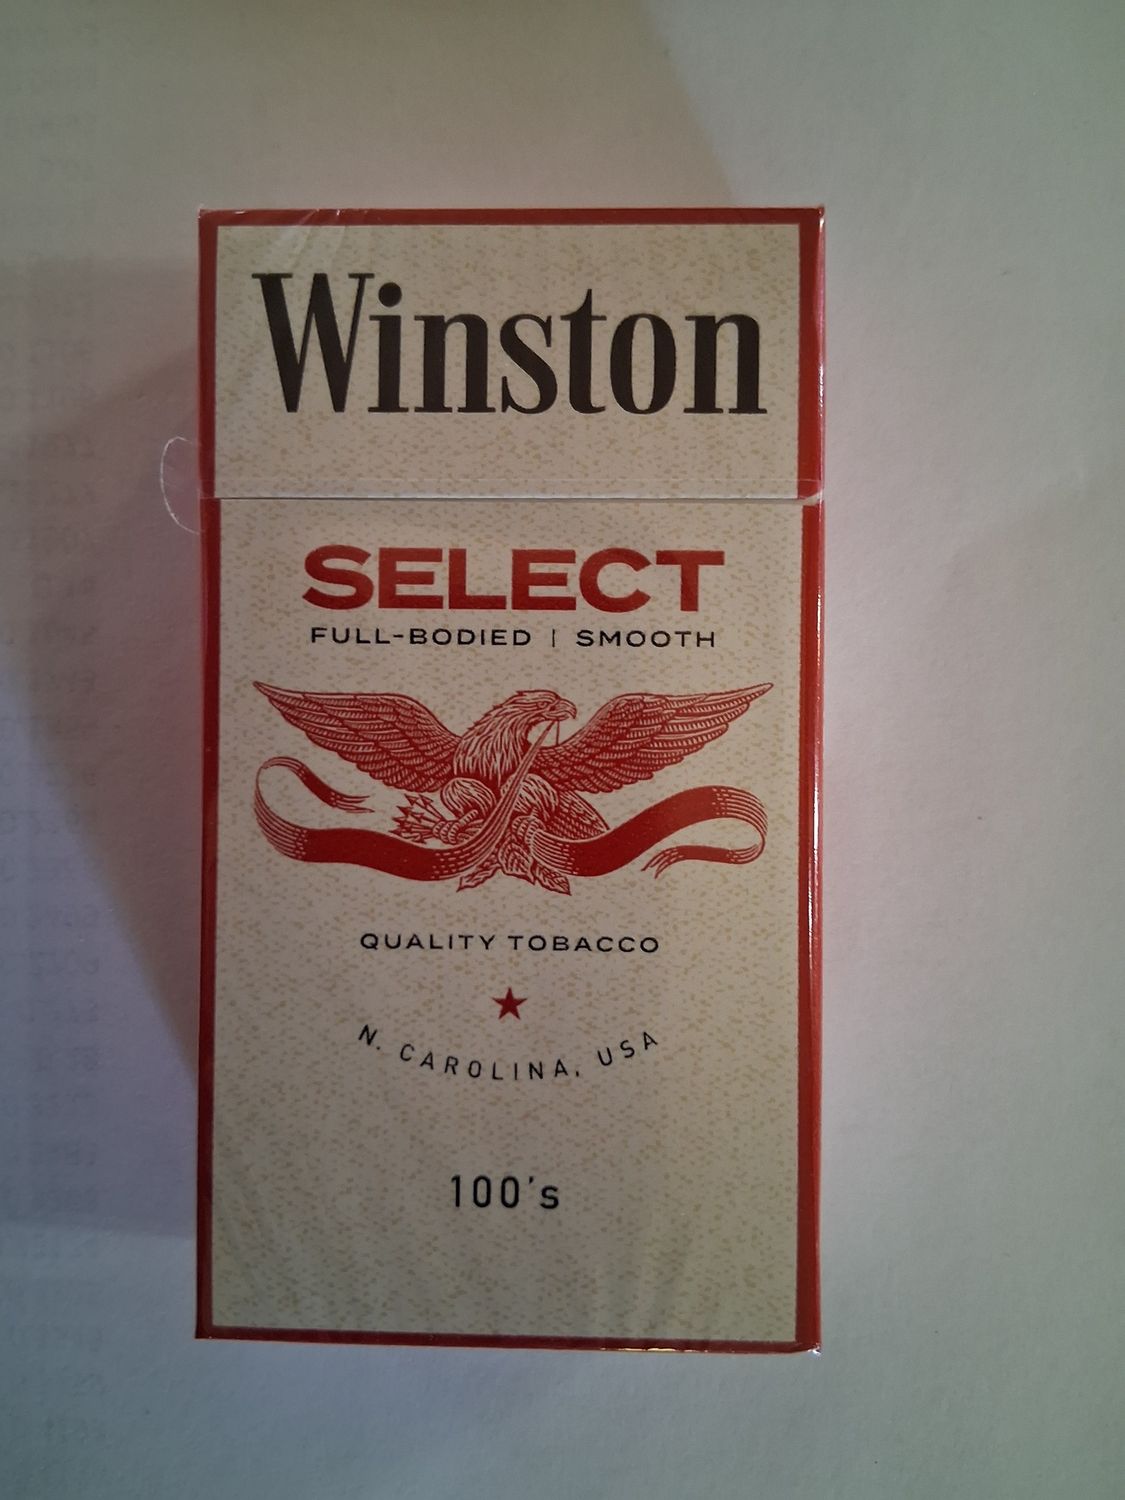 Winston
SELECT
FULL-BODIED | SMOOTH
QUALITY TOBACCO
N. CAROLINA, USA
100's